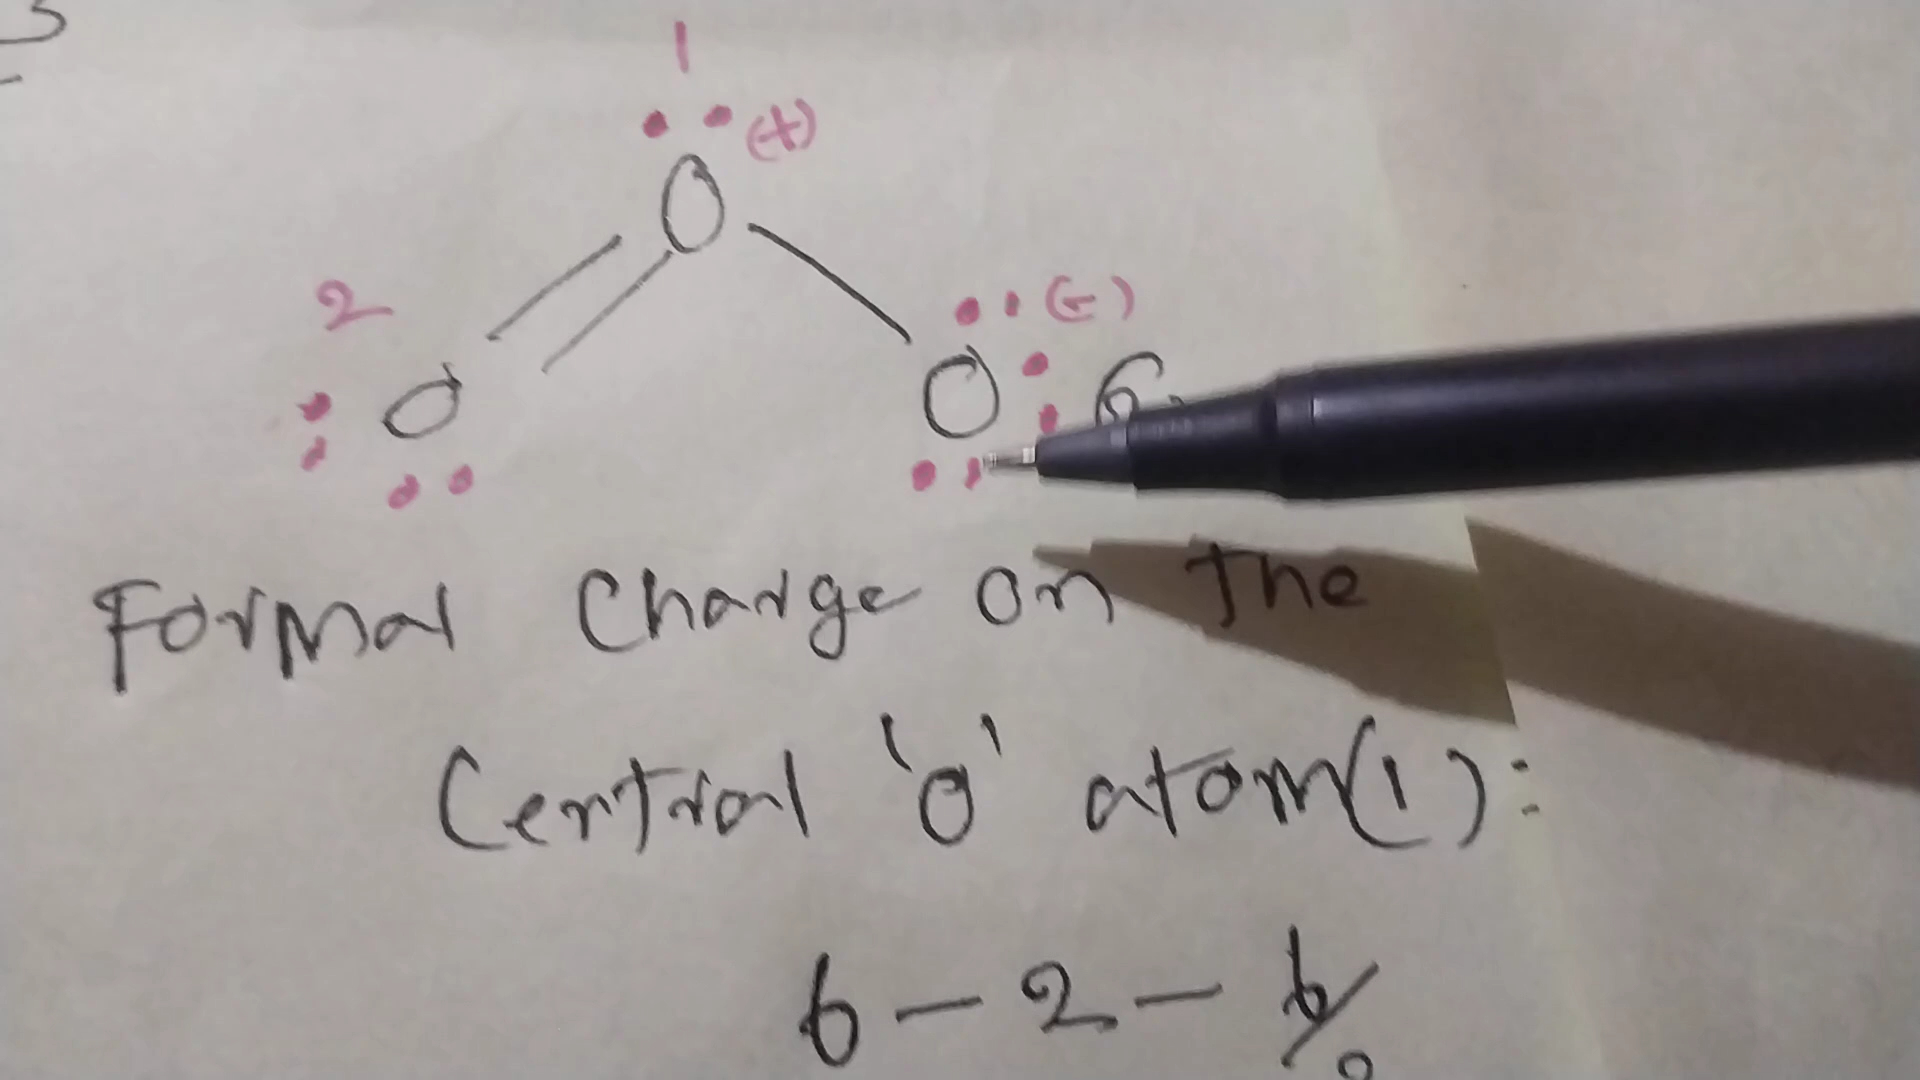 1
(+)
O
2
(-)
O
O
6
Formal Charge on The
Central 'O' atom(1):
6 - 2 - 6/2